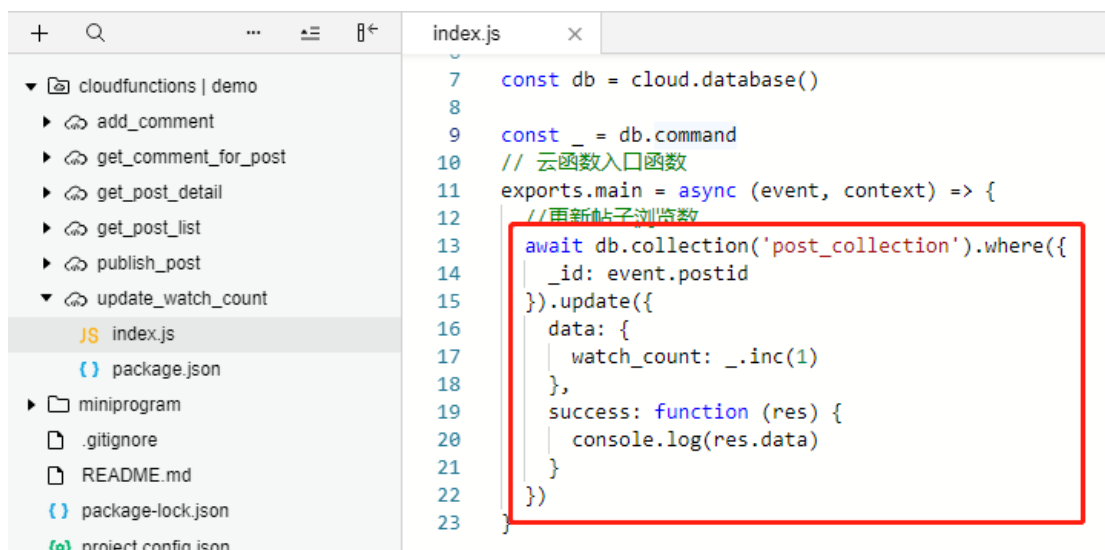 index.js
cloudfunctions | demo
add_comment
get_comment_for_post
get_post_detail
get_post_list
publish_post
update_watch_count
JS index.js
{} package.json
miniprogram
.gitignore
README.md
{} package-lock.json
{o} project.config.json
7 const db = cloud.database()
8
9 const _ = db.command
10 // 云函数入口函数
11 exports.main = async (event, context) => {
12 //更新帖子浏览数
13 await db.collection('post_collection').where({
14 _id: event.postid
15 }).update({
16 data: {
17 watch_count: _.inc(1)
18 },
19 success: function (res) {
20 console.log(res.data)
21 }
22 })
23 }